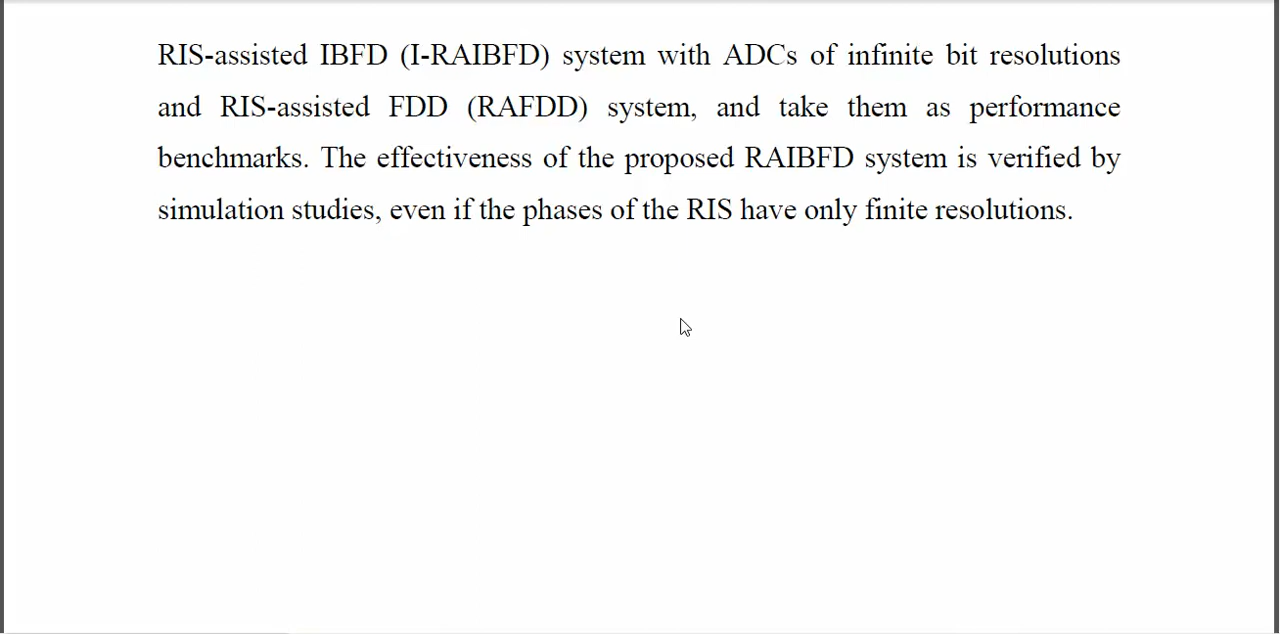 RIS-assisted IBFD (I-RAIBFD) system with ADCs of infinite bit resolutions
and RIS-assisted FDD (RAFDD) system, and take them as performance
benchmarks. The effectiveness of the proposed RAIBFD system is verified by
simulation studies, even if the phases of the RIS have only finite resolutions.